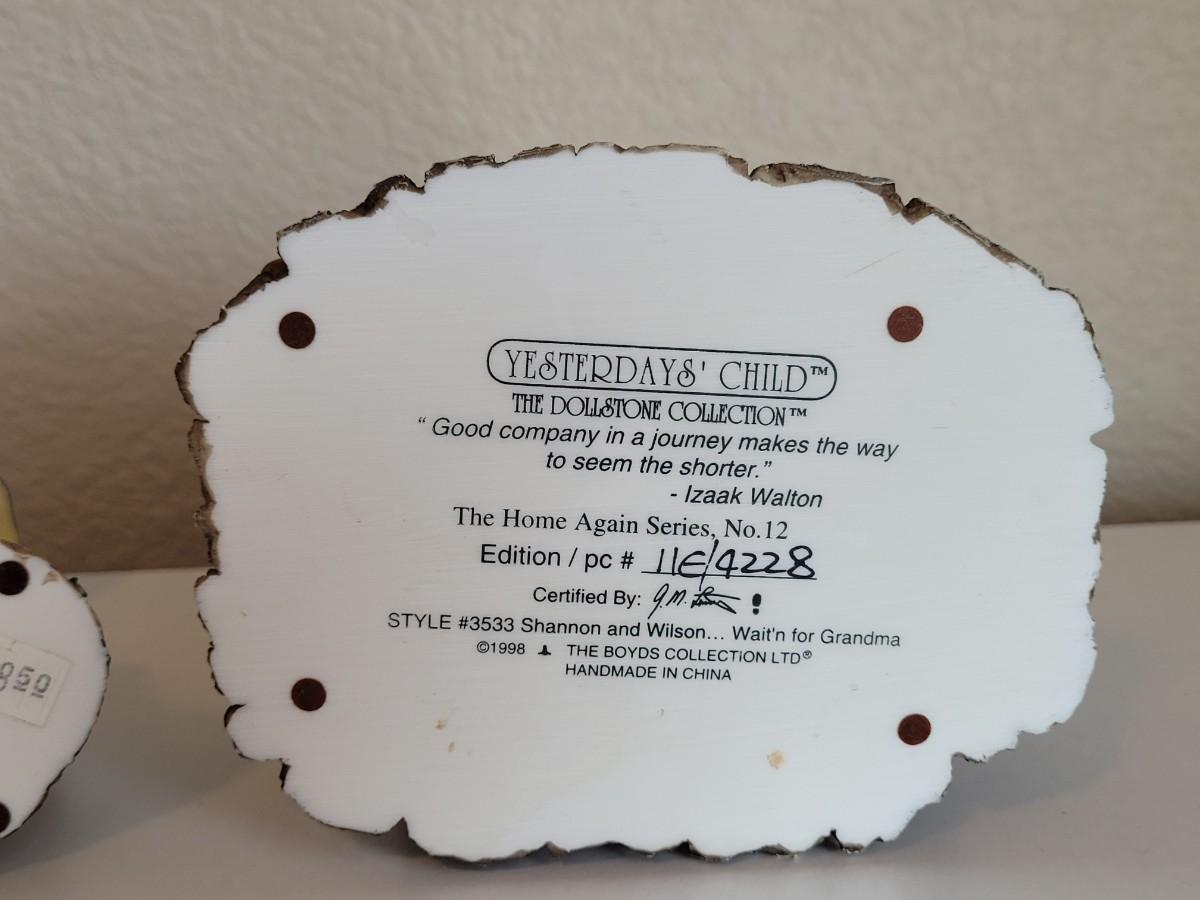 YESTERDAYS' CHILD™
THE DOLLSTONE COLLECTION™
“ Good company in a journey makes the way
to seem the shorter.”
- Izaak Walton
The Home Again Series, No.12
Edition / pc # 11E/4228
Certified By: 
STYLE #3533 Shannon and Wilson... Wait'n for Grandma
©1998 THE BOYDS COLLECTION LTD®
HANDMADE IN CHINA
850